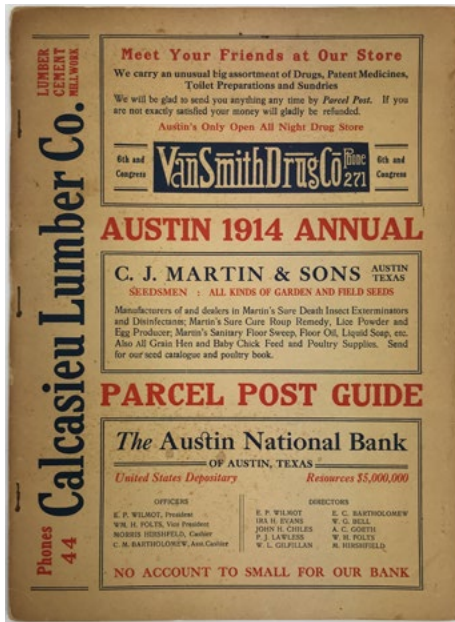 Calcasieu Lumber Co.
LUMBER
CEMENT
MILLWORK
Phones
44
Meet Your Friends at Our Store
We carry an unusual big assortment of Drugs, Patent Medicines,
Toilet Preparations and Sundries
We will be glad to send you anything any time by Parcel Post. If you
are not exactly satisfied your money will gladly be refunded.
Austin's Only Open All Night Drug Store
6th and
Congress
Van Smith Drug Co Phone
271
6th and
Congress
AUSTIN 1914 ANNUAL
C. J. MARTIN & SONS AUSTIN
TEXAS
SEEDSMEN : ALL KINDS OF GARDEN AND FIELD SEEDS
Manufacturers of and dealers in Martin's Sure Death Insect Exterminators
and Disinfectants; Martin's Sure Cure Roup Remedy, Lice Powder and
Egg Producer; Martin's Sanitary Floor Sweep, Floor Oil, Liquid Soap, etc.
Also All Grain Hen and Baby Chick Feed and Poultry Supplies. Send
for our seed catalogue and poultry book.
PARCEL POST GUIDE
The Austin National Bank
OF AUSTIN, TEXAS
United States Depositary Resources $5,000,000
OFFICERS
E. P. WILMOT, President
WM. H. FOLTS, Vice President
MORRIS HIRSHFELD, Cashier
C. M. BARTHOLOMEW, Ass.Cashier
DIRECTORS
E. P. WILMOT
IRA H. EVANS
JOHN H. CHILES
P. J. LAWLESS
W. L. GILFILLAN
E. C. BARTHOLOMEW
W. G. BELL
A. C. GOETH
W. H. FOLTS
M. HIRSHFIELD
NO ACCOUNT TO SMALL FOR OUR BANK